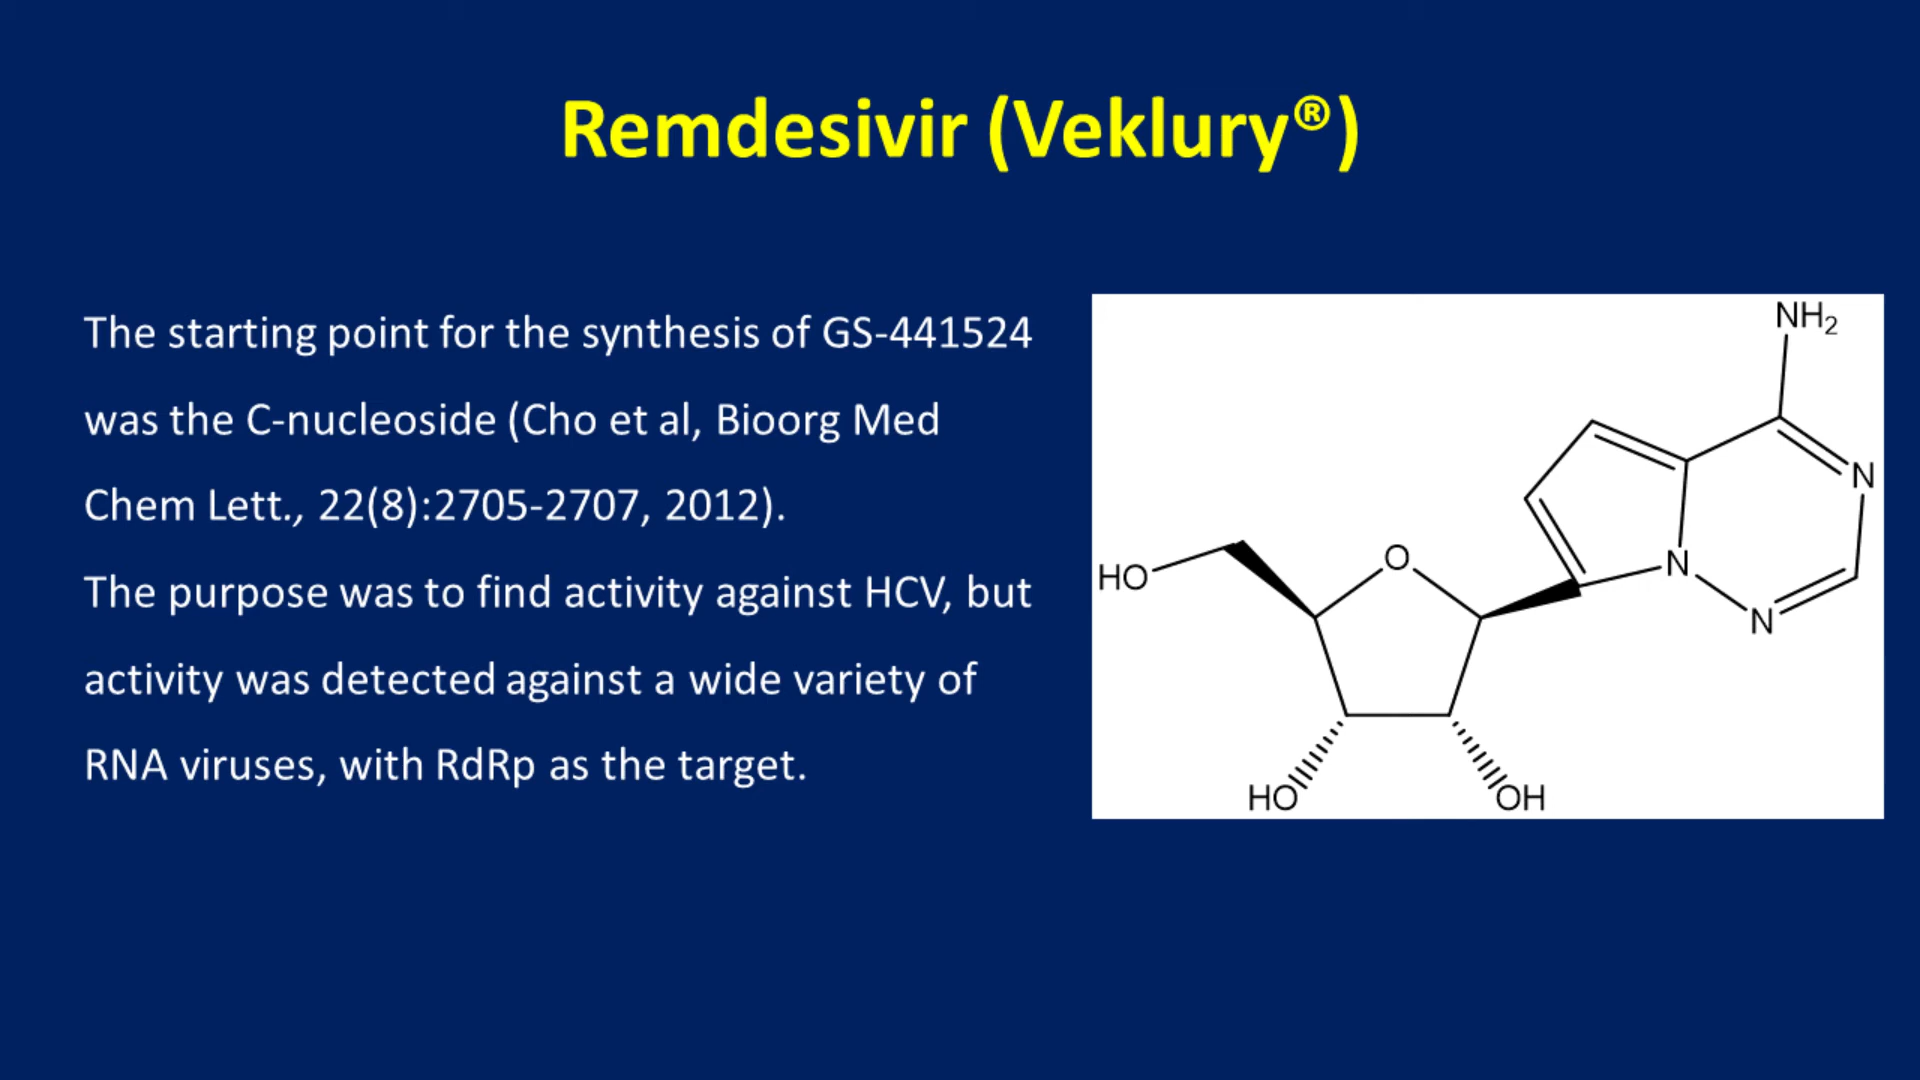 Remdesivir (Veklury®)
The starting point for the synthesis of GS-441524
was the C-nucleoside (Cho et al, Bioorg Med
Chem Lett., 22(8):2705-2707, 2012).
The purpose was to find activity against HCV, but
activity was detected against a wide variety of
RNA viruses, with RdRp as the target.
NH₂
N
O
N
HO
N
HO
OH